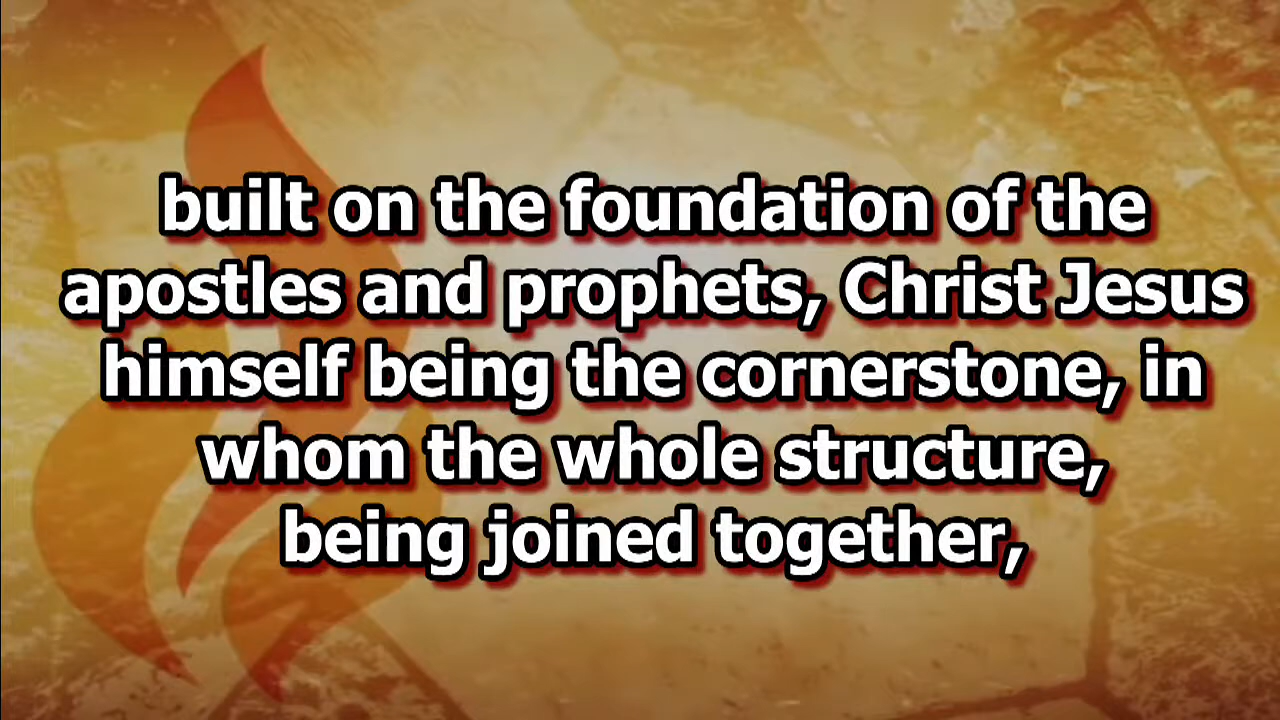 built on the foundation of the
apostles and prophets, Christ Jesus
himself being the cornerstone, in
whom the whole structure,
being joined together,